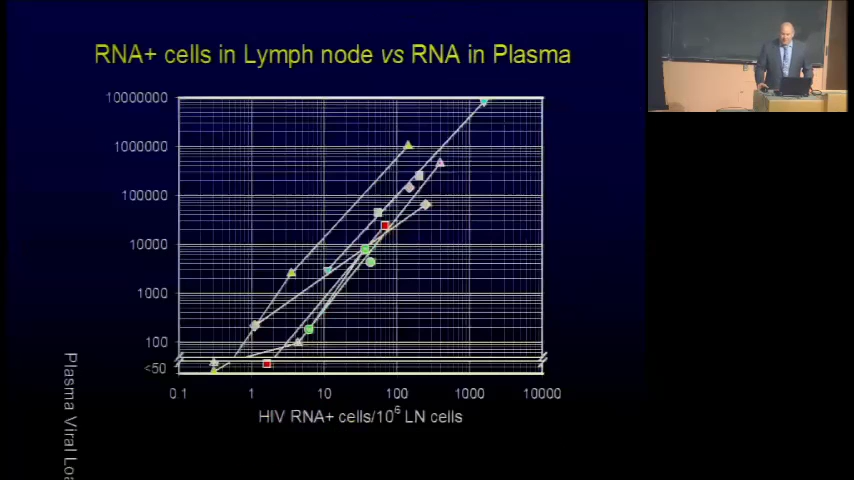 RNA+ cells in Lymph node vs RNA in Plasma
10000000
1000000
100000
10000
1000
100
<50
0.1 1 10 100 1000 10000
HIV RNA+ cells/10⁶ LN cells
Plasma Viral Loa